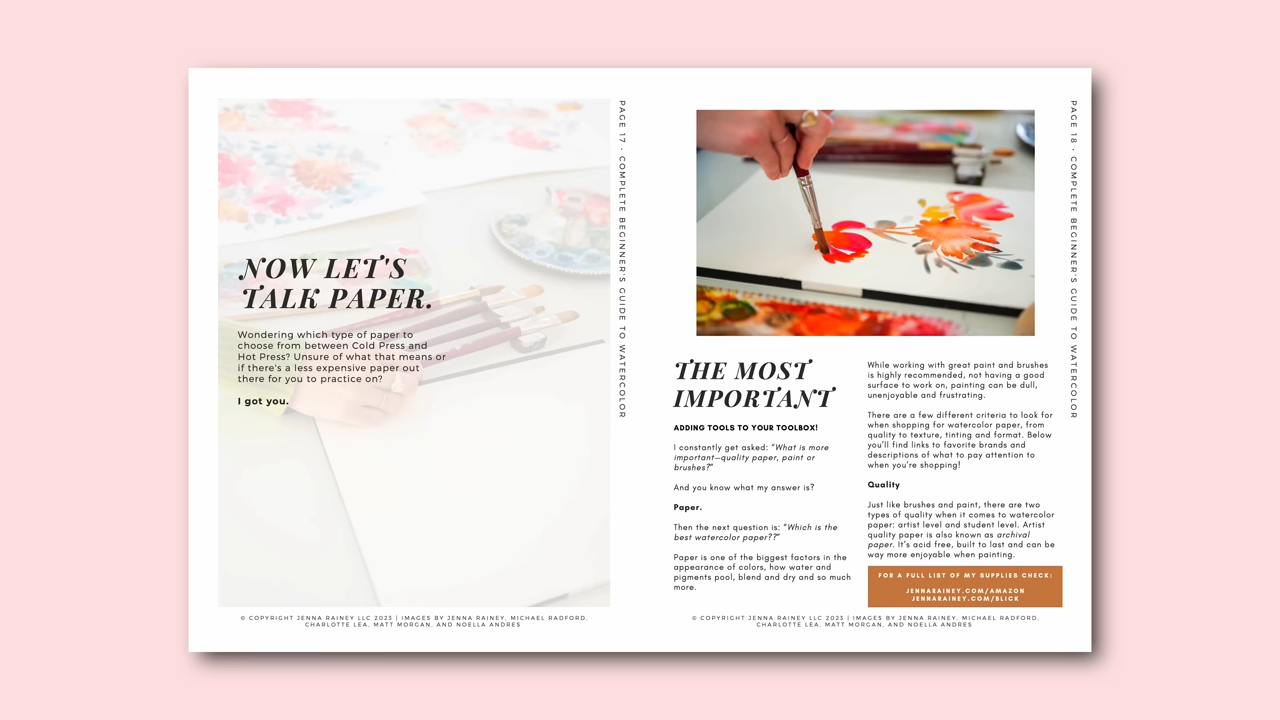 NOW LET'S
TALK PAPER.
Wondering which type of paper to
choose from between Cold Press and
Hot Press? Unsure of what that means or
if there's a less expensive paper out
there for you to practice on?
I got you.
PAGE 17 · COMPLETE BEGINNER'S GUIDE TO WATERCOLOR
© COPYRIGHT JENNA RAINEY LLC 2023 | IMAGES BY JENNA RAINEY, MICHAEL RADFORD,
CHARLOTTE LEA, MATT MORGAN, AND NOELLA ANDRES
THE MOST
IMPORTANT
ADDING TOOLS TO YOUR TOOLBOX!
I constantly get asked: "What is more
important—quality paper, paint or
brushes?"
And you know what my answer is?
Paper.
Then the next question is: "Which is the
best watercolor paper??"
Paper is one of the biggest factors in the
appearance of colors, how water and
pigments pool, blend and dry and so much
more.
While working with great paint and brushes
is highly recommended, not having a good
surface to work on, painting can be dull,
unenjoyable and frustrating.
There are a few different criteria to look for
when shopping for watercolor paper, from
quality to texture, tinting and format. Below
you'll find links to favorite brands and
descriptions of what to pay attention to
when you're shopping!
Quality
Just like brushes and paint, there are two
types of quality when it comes to watercolor
paper: artist level and student level. Artist
quality paper is also known as archival
paper. It's acid free, built to last and can be
way more enjoyable when painting.
FOR A FULL LIST OF MY SUPPLIES CHECK:
JENNARAINEY.COM/AMAZON
JENNARAINEY.COM/BLICK
PAGE 18 · COMPLETE BEGINNER'S GUIDE TO WATERCOLOR
© COPYRIGHT JENNA RAINEY LLC 2023 | IMAGES BY JENNA RAINEY, MICHAEL RADFORD,
CHARLOTTE LEA, MATT MORGAN, AND NOELLA ANDRES